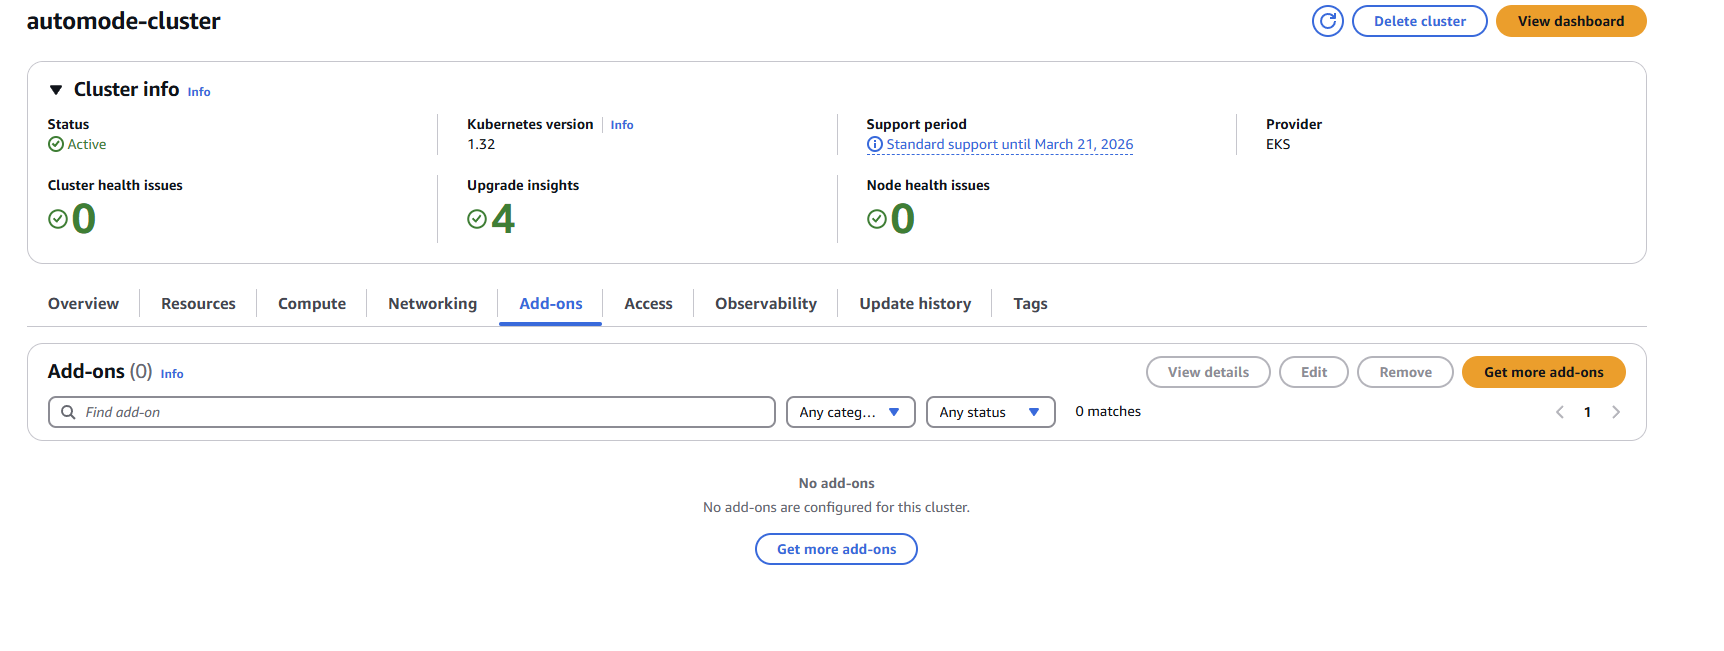 automode-cluster
Delete cluster
View dashboard
Cluster info Info
Status
Active
Kubernetes version Info
1.32
Support period
Standard support until March 21, 2026
Provider
EKS
Cluster health issues
0
Upgrade insights
4
Node health issues
0
Overview Resources Compute Networking Add-ons Access Observability Update history Tags
Add-ons (0) Info
View details Edit Remove Get more add-ons
Find add-on Any categ... Any status 0 matches 1
No add-ons
No add-ons are configured for this cluster.
Get more add-ons